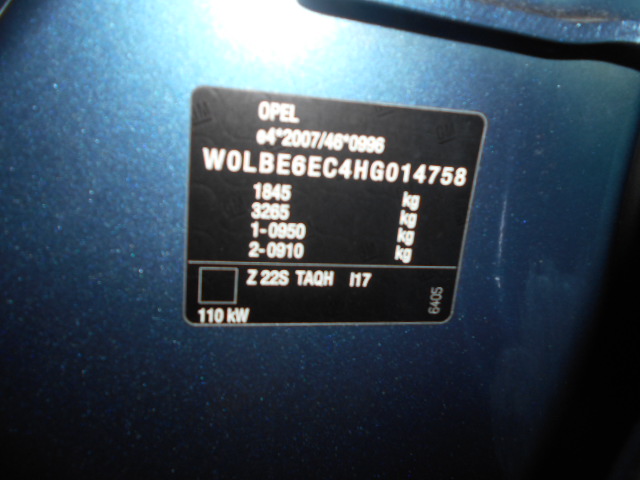 OPEL
e4*2007/46*0996
W0LBE6EC4HG014758
1845 kg
3265 kg
1-0950 kg
2-0910 kg
Z 22S TAQH I17
6405
110 kW